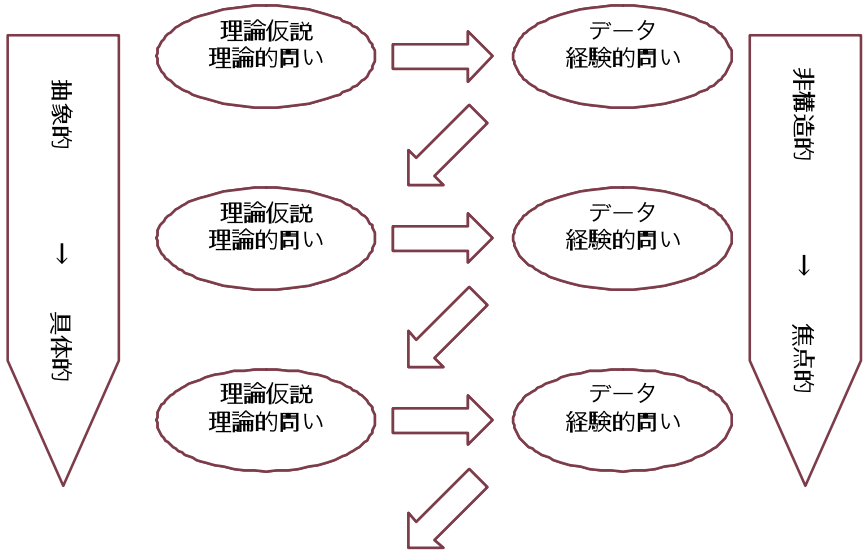 抽象的 → 具体的
理論仮説
理論的問い
データ
経験的問い
理論仮説
理論的問い
データ
経験的問い
理論仮説
理論的問い
データ
経験的問い
非構造的 → 焦点的